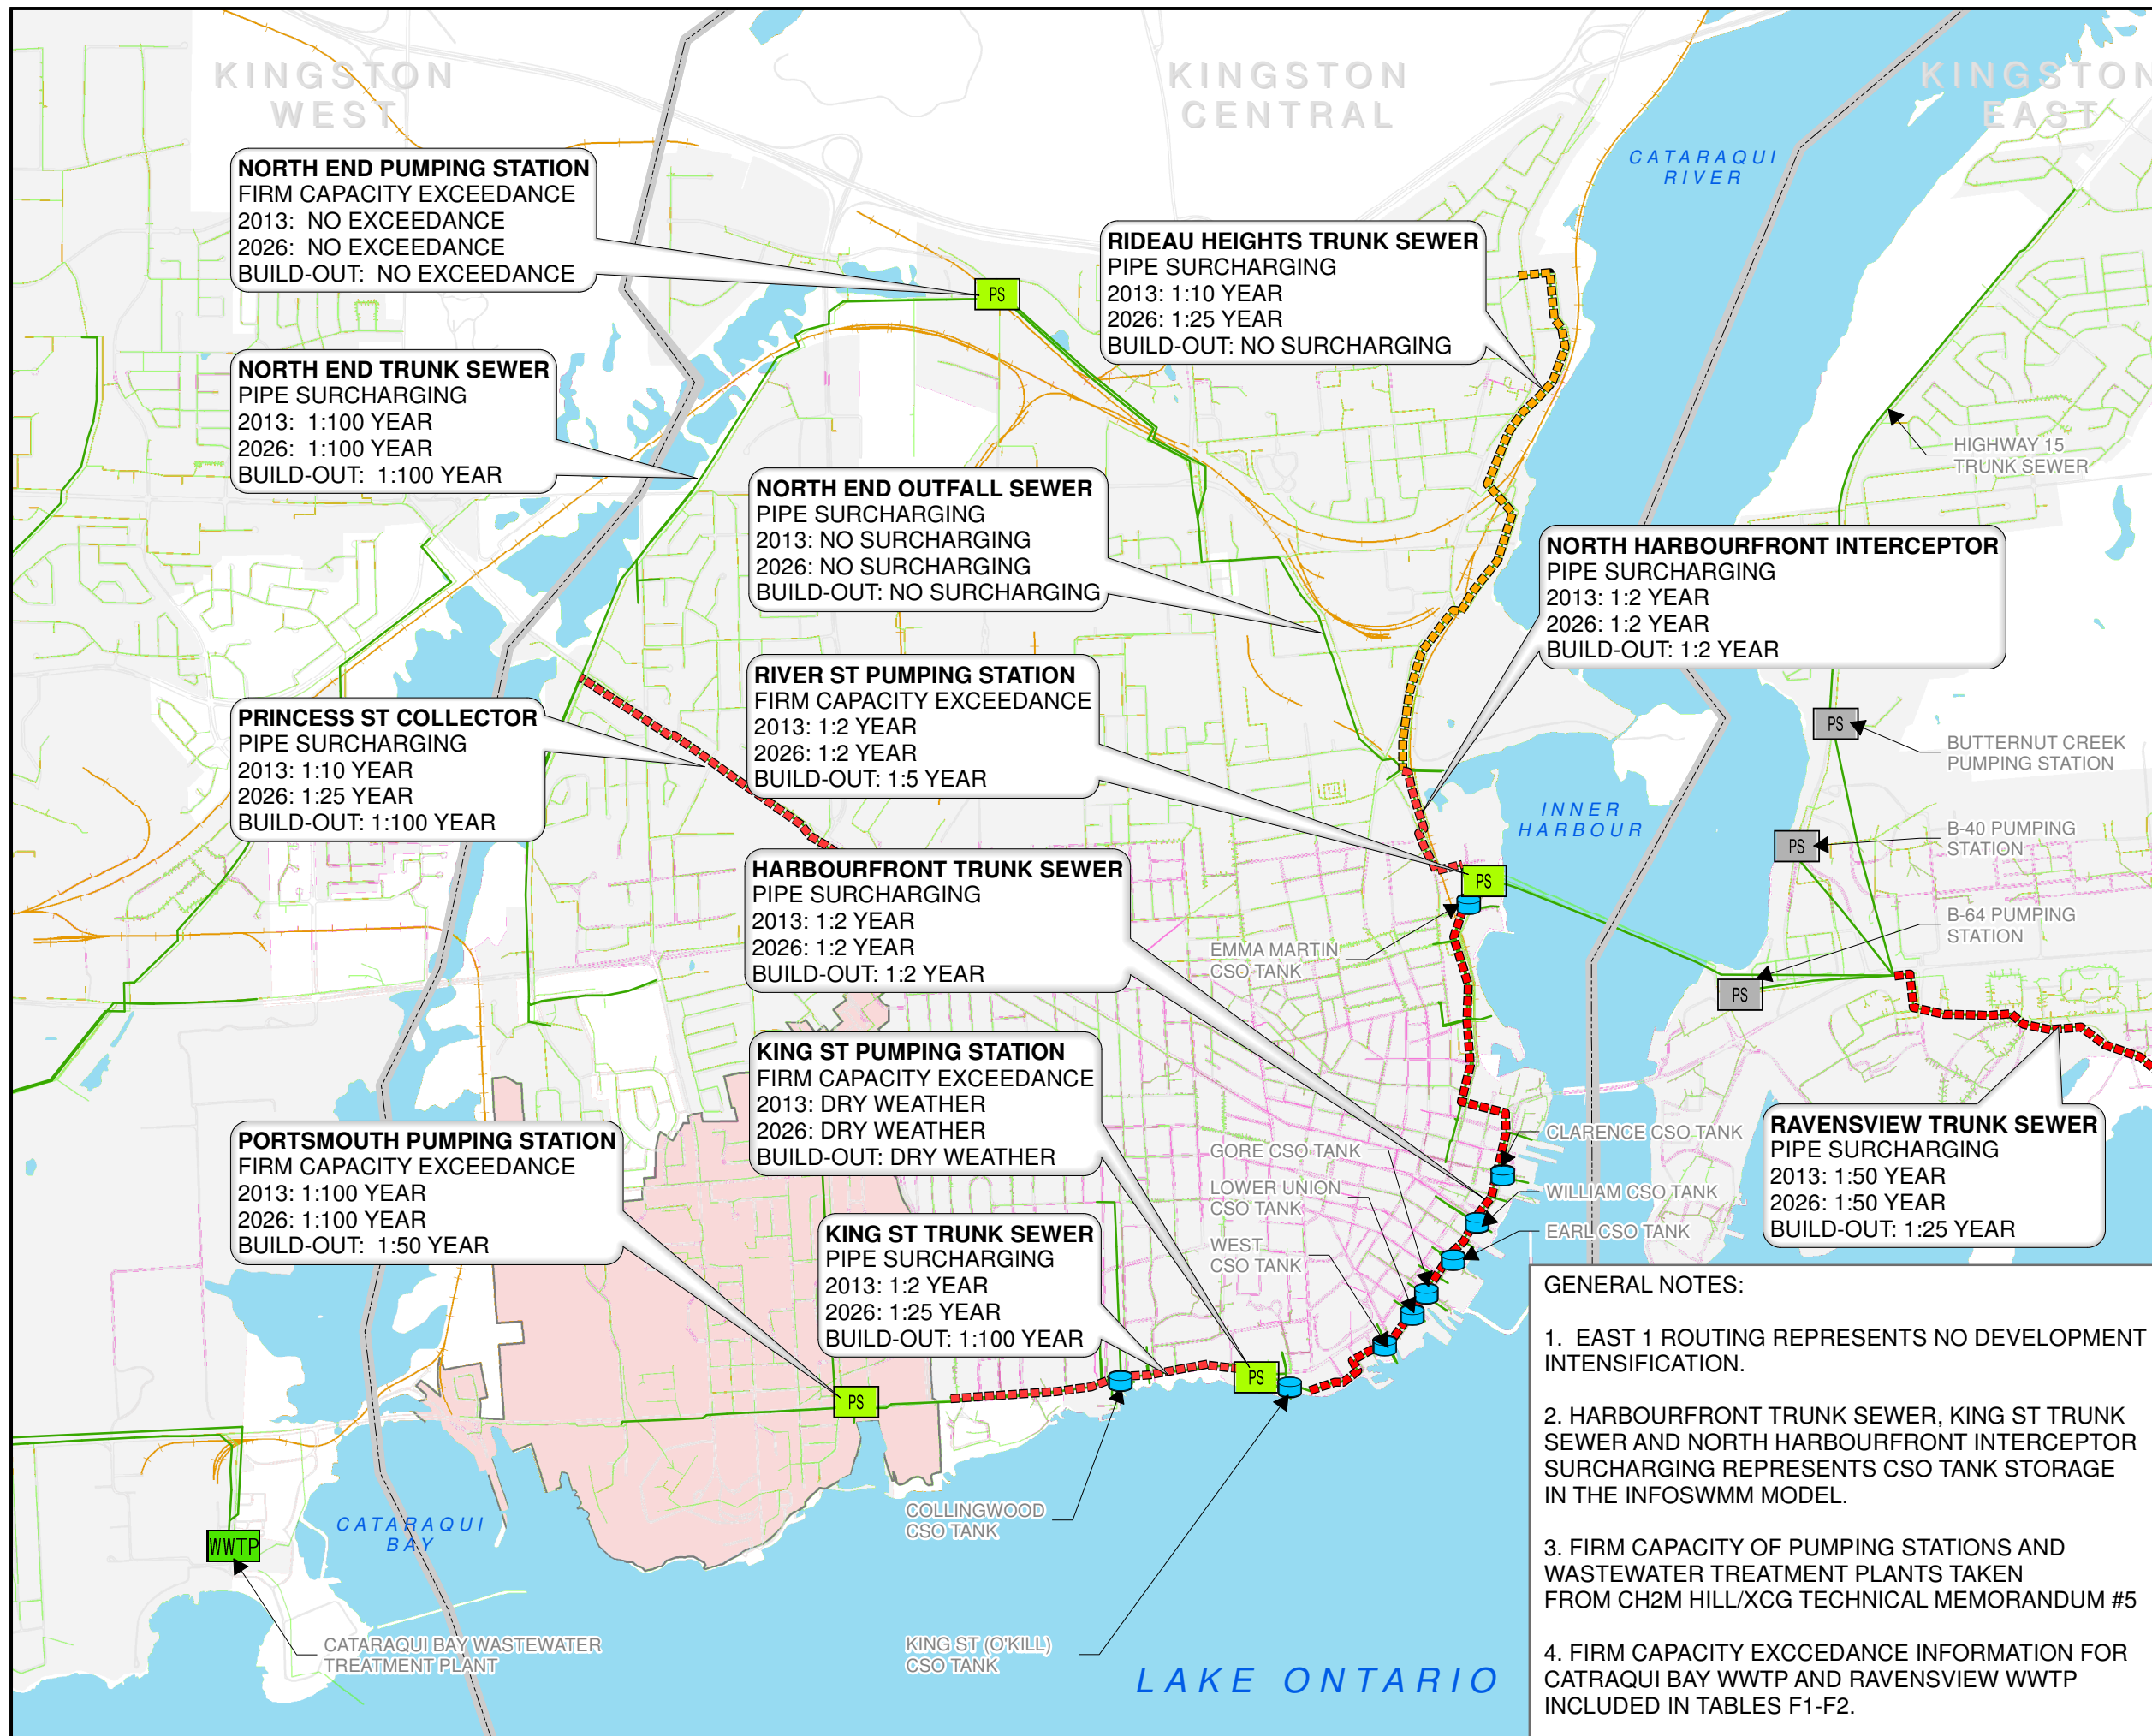 KINGSTON
WEST
KINGSTON
CENTRAL
KINGSTON
EAST
CATARAQUI
RIVER
NORTH END PUMPING STATION
FIRM CAPACITY EXCEEDANCE
2013: NO EXCEEDANCE
2026: NO EXCEEDANCE
BUILD-OUT: NO EXCEEDANCE
RIDEAU HEIGHTS TRUNK SEWER
PIPE SURCHARGING
2013: 1:10 YEAR
2026: 1:25 YEAR
BUILD-OUT: NO SURCHARGING
PS
NORTH END TRUNK SEWER
PIPE SURCHARGING
2013: 1:100 YEAR
2026: 1:100 YEAR
BUILD-OUT: 1:100 YEAR
HIGHWAY 15
TRUNK SEWER
NORTH END OUTFALL SEWER
PIPE SURCHARGING
2013: NO SURCHARGING
2026: NO SURCHARGING
BUILD-OUT: NO SURCHARGING
NORTH HARBOURFRONT INTERCEPTOR
PIPE SURCHARGING
2013: 1:2 YEAR
2026: 1:2 YEAR
BUILD-OUT: 1:2 YEAR
RIVER ST PUMPING STATION
FIRM CAPACITY EXCEEDANCE
2013: 1:2 YEAR
2026: 1:2 YEAR
BUILD-OUT: 1:5 YEAR
PRINCESS ST COLLECTOR
PIPE SURCHARGING
2013: 1:10 YEAR
2026: 1:25 YEAR
BUILD-OUT: 1:100 YEAR
PS
BUTTERNUT CREEK
PUMPING STATION
INNER
HARBOUR
PS
B-40 PUMPING
STATION
HARBOURFRONT TRUNK SEWER
PIPE SURCHARGING
2013: 1:2 YEAR
2026: 1:2 YEAR
BUILD-OUT: 1:2 YEAR
PS
EMMA MARTIN
CSO TANK
B-64 PUMPING
STATION
PS
KING ST PUMPING STATION
FIRM CAPACITY EXCEEDANCE
2013: DRY WEATHER
2026: DRY WEATHER
BUILD-OUT: DRY WEATHER
PORTSMOUTH PUMPING STATION
FIRM CAPACITY EXCEEDANCE
2013: 1:100 YEAR
2026: 1:100 YEAR
BUILD-OUT: 1:50 YEAR
RAVENSVIEW TRUNK SEWER
PIPE SURCHARGING
2013: 1:50 YEAR
2026: 1:50 YEAR
BUILD-OUT: 1:25 YEAR
CLARENCE CSO TANK
GORE CSO TANK
LOWER UNION
CSO TANK
WILLIAM CSO TANK
EARL CSO TANK
WEST
CSO TANK
KING ST TRUNK SEWER
PIPE SURCHARGING
2013: 1:2 YEAR
2026: 1:25 YEAR
BUILD-OUT: 1:100 YEAR
PS
PS
COLLINGWOOD
CSO TANK
CATARAQUI
BAY
WWTP
CATARAQUI BAY WASTEWATER
TREATMENT PLANT
KING ST (O'KILL)
CSO TANK
LAKE ONTARIO
GENERAL NOTES:
1. EAST 1 ROUTING REPRESENTS NO DEVELOPMENT
INTENSIFICATION.
2. HARBOURFRONT TRUNK SEWER, KING ST TRUNK
SEWER AND NORTH HARBOURFRONT INTERCEPTOR
SURCHARGING REPRESENTS CSO TANK STORAGE
IN THE INFOSWMM MODEL.
3. FIRM CAPACITY OF PUMPING STATIONS AND
WASTEWATER TREATMENT PLANTS TAKEN
FROM CH2M HILL/XCG TECHNICAL MEMORANDUM #5
4. FIRM CAPACITY EXCCEDANCE INFORMATION FOR
CATRAQUI BAY WWTP AND RAVENSVIEW WWTP
INCLUDED IN TABLES F1-F2.